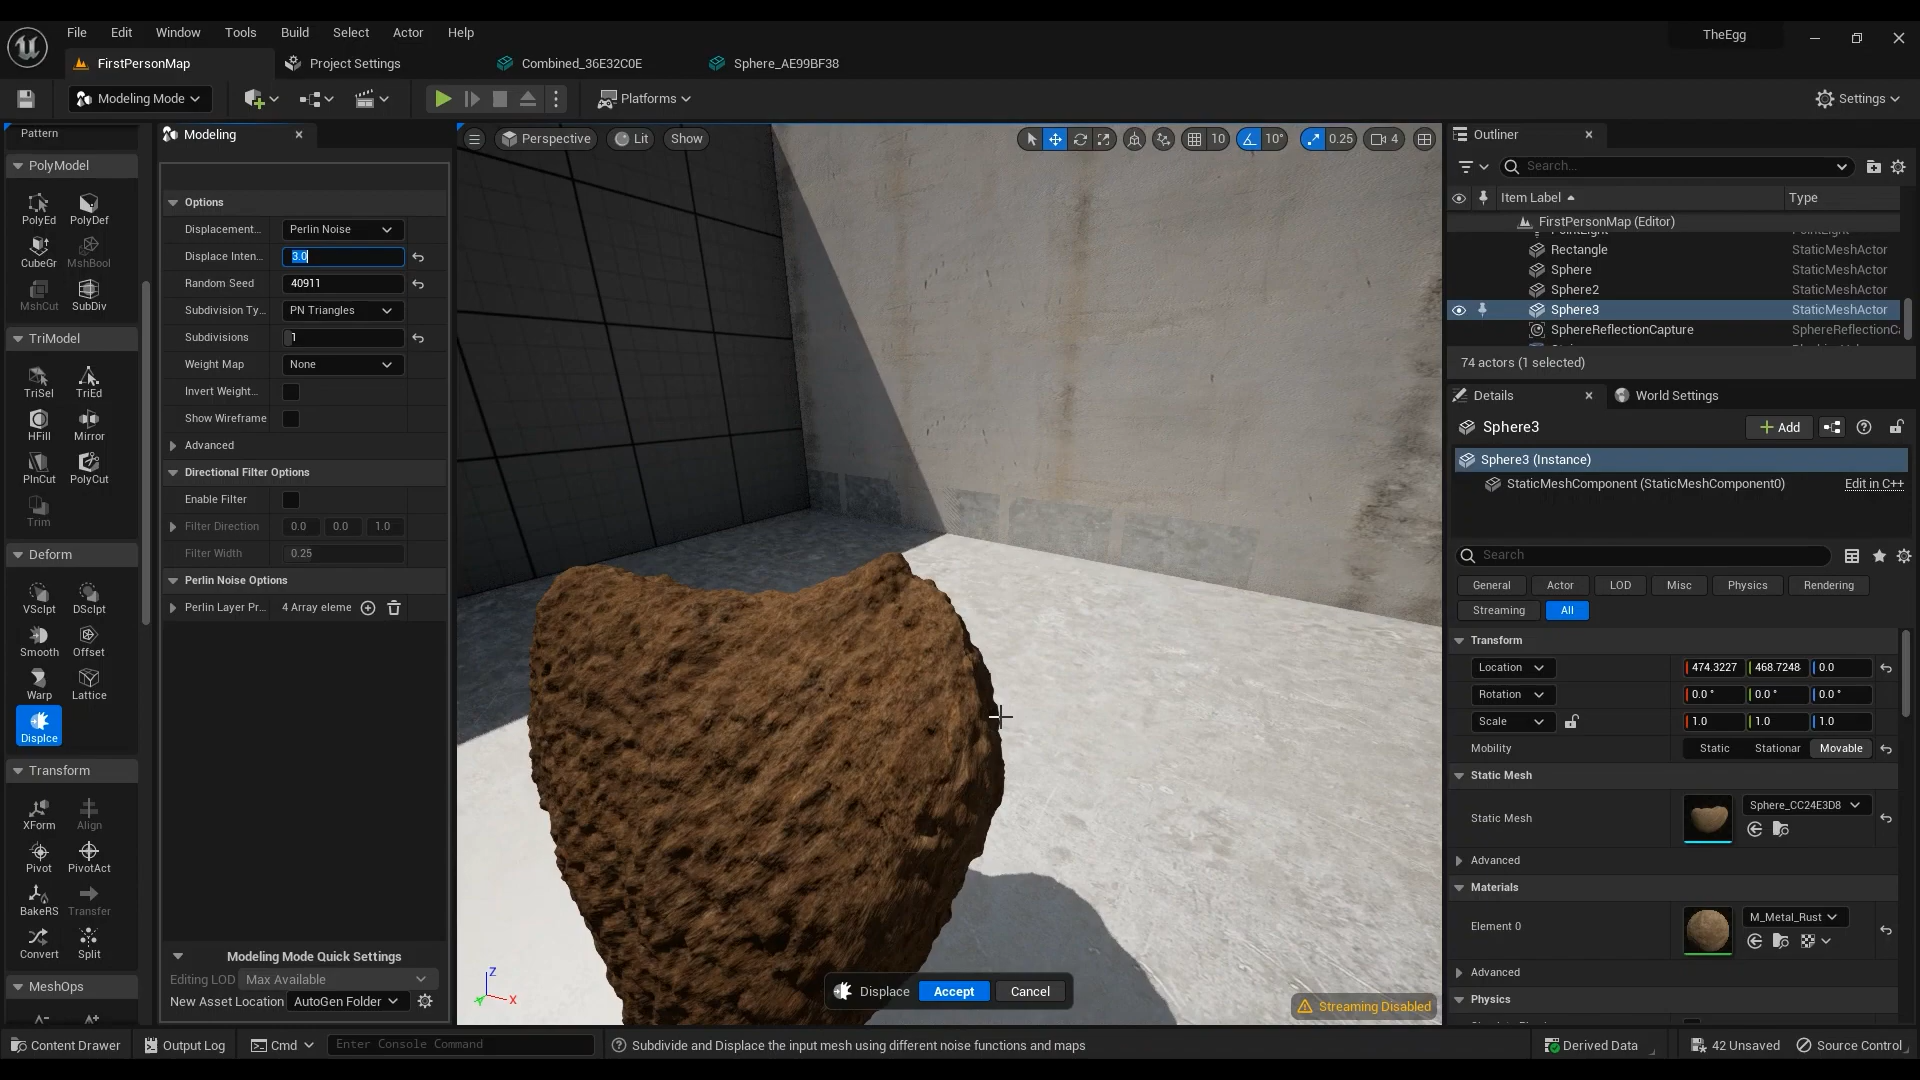 File Edit Window Tools Build Select Actor Help
TheEgg
FirstPersonMap Project Settings Combined_36E32C0E Sphere_AE99BF38
Modeling Mode Platforms Settings
Pattern
PolyModel
PolyEd PolyDef
CubeGr MshBool
MshCut SubDiv
TriModel
TriSel TriEd
HFill Mirror
PlnCut PolyCut
Trim
Deform
VSclpt DSclpt
Smooth Offset
Warp Lattice
Displce
Transform
XForm Align
Pivot PivotAct
BakeRS Transfer
Convert Split
MeshOps
Modeling
Options
Displacement... Perlin Noise
Displace Inten... 3.0
Random Seed 40911
Subdivision Ty... PN Triangles
Subdivisions 1
Weight Map None
Invert Weight...
Show Wireframe
Advanced
Directional Filter Options
Enable Filter
Filter Direction 0.0 0.0 1.0
Filter Width 0.25
Perlin Noise Options
Perlin Layer Pr... 4 Array eleme
Modeling Mode Quick Settings
Editing LOD Max Available
New Asset Location AutoGen Folder
Perspective Lit Show 10 10° 0.25 4
Z
X
Displace Accept Cancel
Streaming Disabled
Outliner
Search...
Item Label Type
FirstPersonMap (Editor)
Rectangle StaticMeshActor
Sphere StaticMeshActor
Sphere2 StaticMeshActor
Sphere3 StaticMeshActor
SphereReflectionCapture SphereReflectionCa
74 actors (1 selected)
Details World Settings
Sphere3 Add
Sphere3 (Instance)
StaticMeshComponent (StaticMeshComponent0) Edit in C++
Search
General Actor LOD Misc Physics Rendering
Streaming All
Transform
Location 474.3227 468.7248 0.0
Rotation 0.0 ° 0.0 ° 0.0 °
Scale 1.0 1.0 1.0
Mobility Static Stationar Movable
Static Mesh
Static Mesh Sphere_CC24E3D8
Advanced
Materials
Element 0 M_Metal_Rust
Advanced
Physics
Content Drawer Output Log Cmd Enter Console Command Subdivide and Displace the input mesh using different noise functions and maps Derived Data 42 Unsaved Source Control